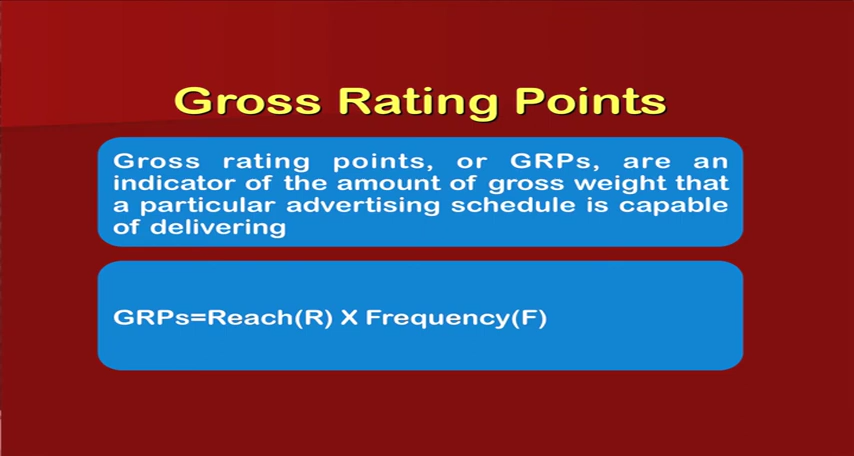 Gross Rating Points
Gross rating points, or GRPs, are an
indicator of the amount of gross weight that
a particular advertising schedule is capable
of delivering
GRPs=Reach(R) X Frequency(F)